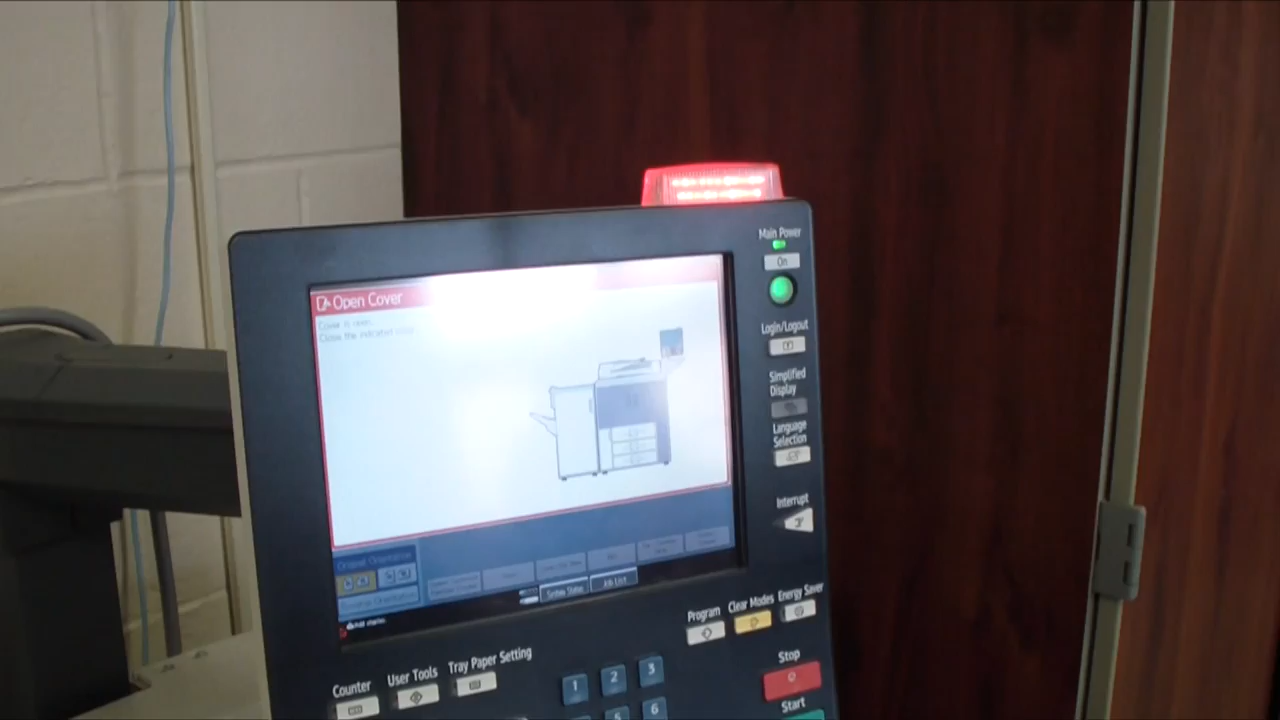 Main Power
On
Open Cover
Cover is open.
Close the indicated cover.
Login/Logout
Simplified
Display
Language
Selection
Interrupt
System Status
Job List
Program
Clear Modes
Energy Saver
Counter
User Tools
Tray Paper Setting
1
2
3
5
6
Stop
Start